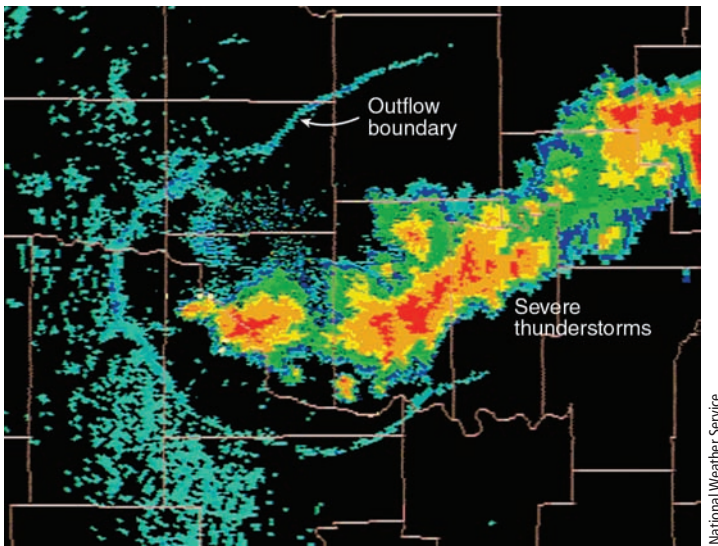 Outflow
boundary
Severe
thunderstorms
National Weather Service